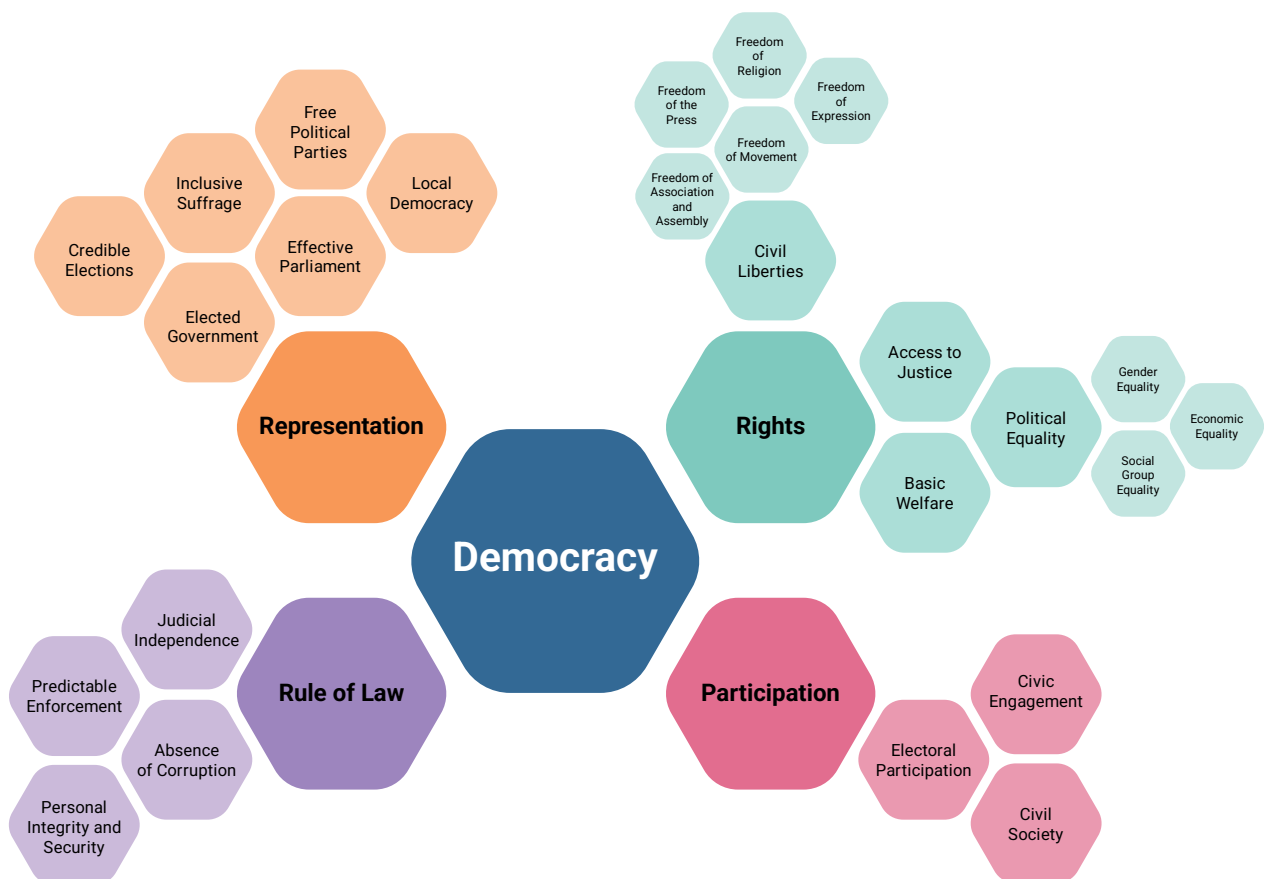 Democracy
Representation
Free
Political
Parties
Inclusive
Suffrage
Local
Democracy
Credible
Elections
Effective
Parliament
Elected
Government
Rights
Freedom
of
Religion
Freedom
of the
Press
Freedom
of
Expression
Freedom
of Movement
Freedom of
Association
and
Assembly
Civil
Liberties
Access to
Justice
Basic
Welfare
Political
Equality
Gender
Equality
Economic
Equality
Social
Group
Equality
Rule of Law
Judicial
Independence
Predictable
Enforcement
Absence
of Corruption
Personal
Integrity and
Security
Participation
Civic
Engagement
Electoral
Participation
Civil
Society